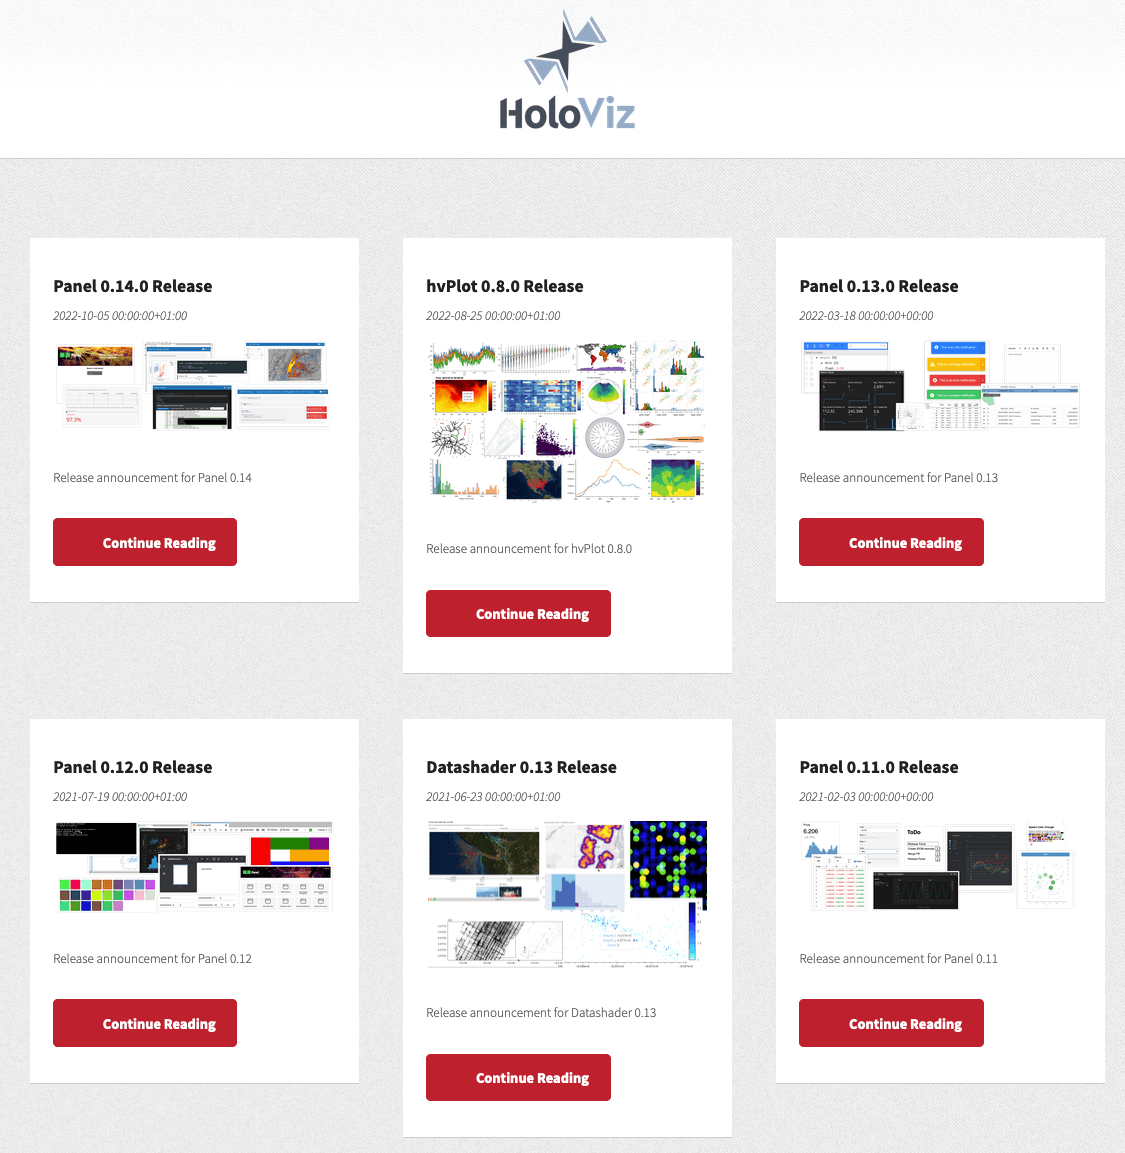 HoloViz
Panel 0.14.0 Release
2022-10-05 00:00:00+01:00
97.3%
Release announcement for Panel 0.14
Continue Reading
hvPlot 0.8.0 Release
2022-08-25 00:00:00+01:00
Release announcement for hvPlot 0.8.0
Continue Reading
Panel 0.13.0 Release
2022-03-18 00:00:00+00:00
Release announcement for Panel 0.13
Continue Reading
Panel 0.12.0 Release
2021-07-19 00:00:00+01:00
Release announcement for Panel 0.12
Continue Reading
Datashader 0.13 Release
2021-06-23 00:00:00+01:00
Release announcement for Datashader 0.13
Continue Reading
Panel 0.11.0 Release
2021-02-03 00:00:00+00:00
6.206
ToDo
Release announcement for Panel 0.11
Continue Reading